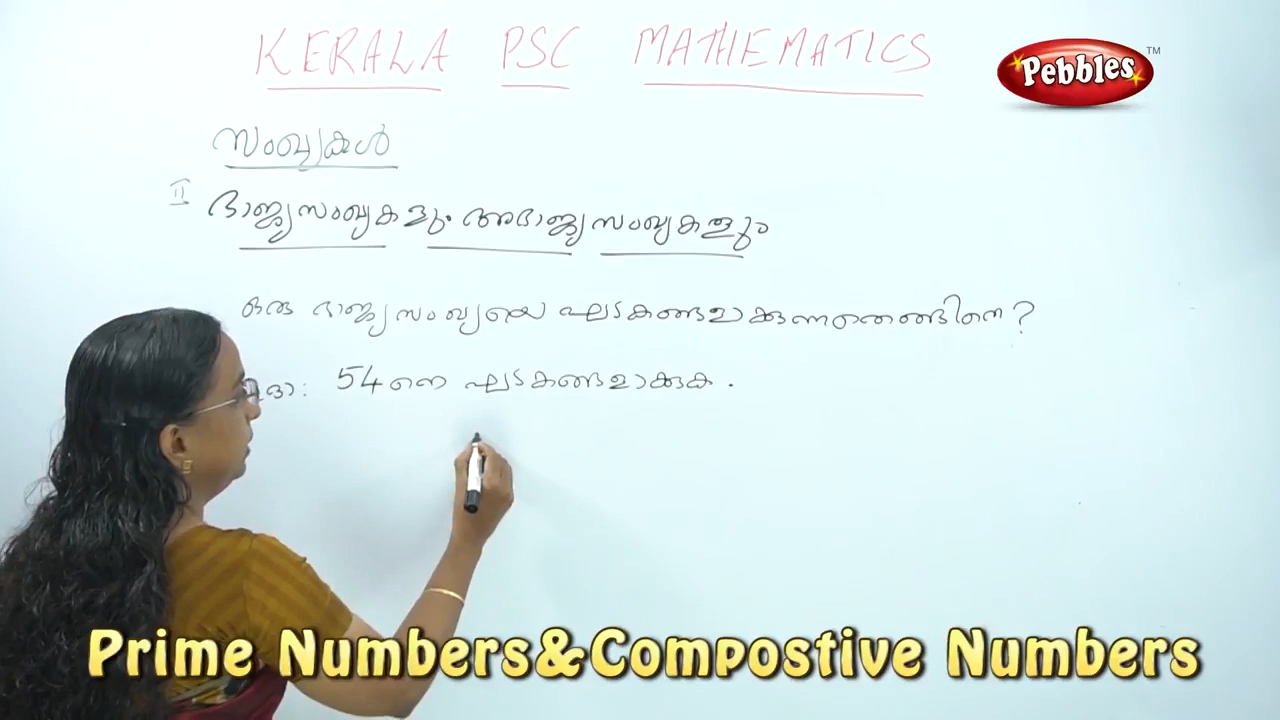 KERALA PSC MATHEMATICS
Pebbles TM
സംഖ്യകൾ
II
ഭാജ്യസംഖ്യകളും അഭാജ്യസംഖ്യകളും
ഒരു ഭാജ്യസംഖ്യയെ ഘടകങ്ങളാക്കുന്നതെങ്ങിനെ?
ഉദാ: 54നെ ഘടകങ്ങളാക്കുക.
Prime Numbers&Compostive Numbers